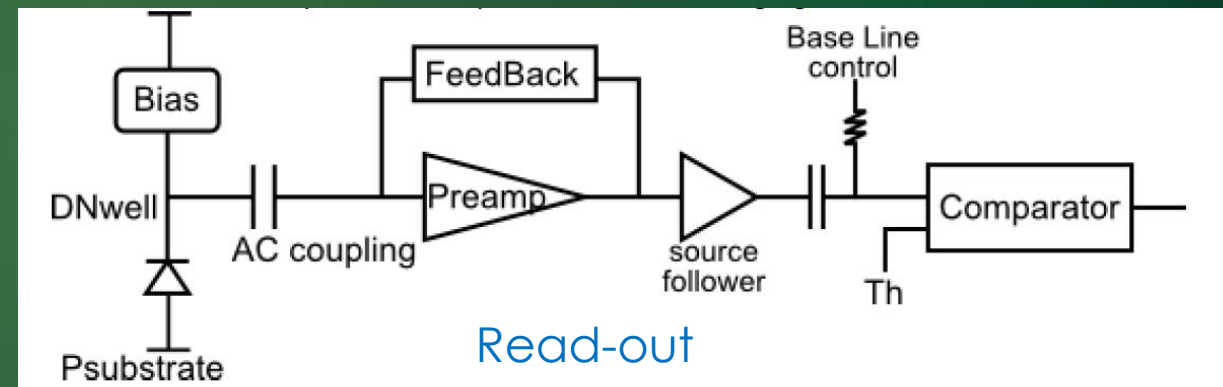 Base Line
control
FeedBack
Bias
Preamp
DNwell
Comparator
AC coupling
source
follower
Th
Read-out
Psubstrate